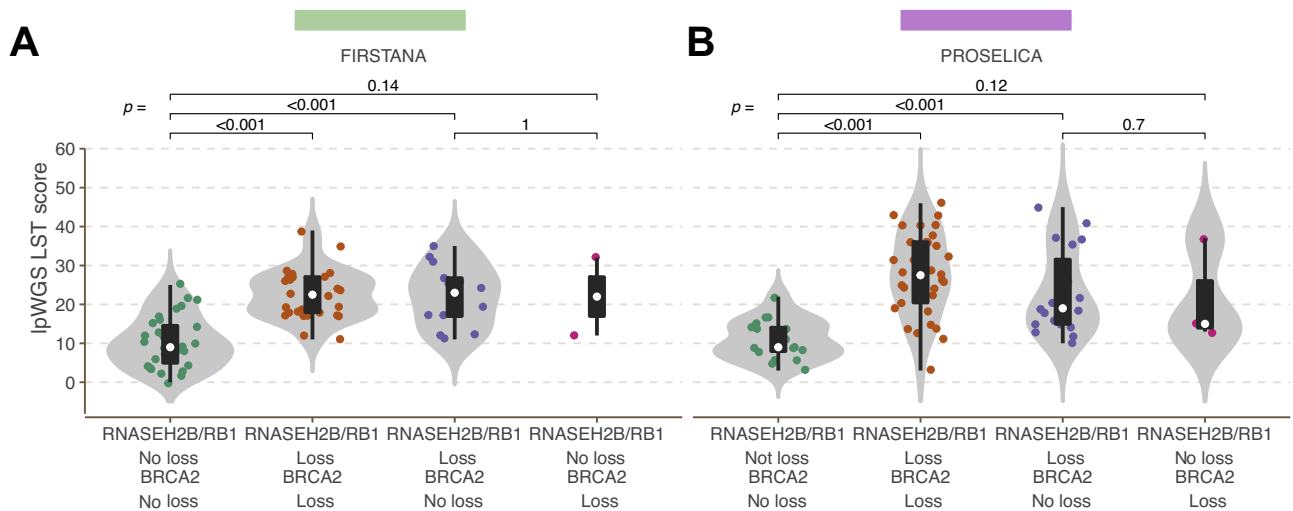 A
B
FIRSTANA
PROSELICA
0.14
0.12
p =
<0.001
p =
<0.001
<0.001
1
<0.001
0.7
lpWGS LST score
60
50
40
30
20
10
0
RNASEH2B/RB1 RNASEH2B/RB1 RNASEH2B/RB1 RNASEH2B/RB1
No loss Loss Loss No loss
BRCA2 BRCA2 BRCA2 BRCA2
No loss Loss No loss Loss
RNASEH2B/RB1 RNASEH2B/RB1 RNASEH2B/RB1 RNASEH2B/RB1
Not loss Loss Loss No loss
BRCA2 BRCA2 BRCA2 BRCA2
No loss Loss No loss Loss